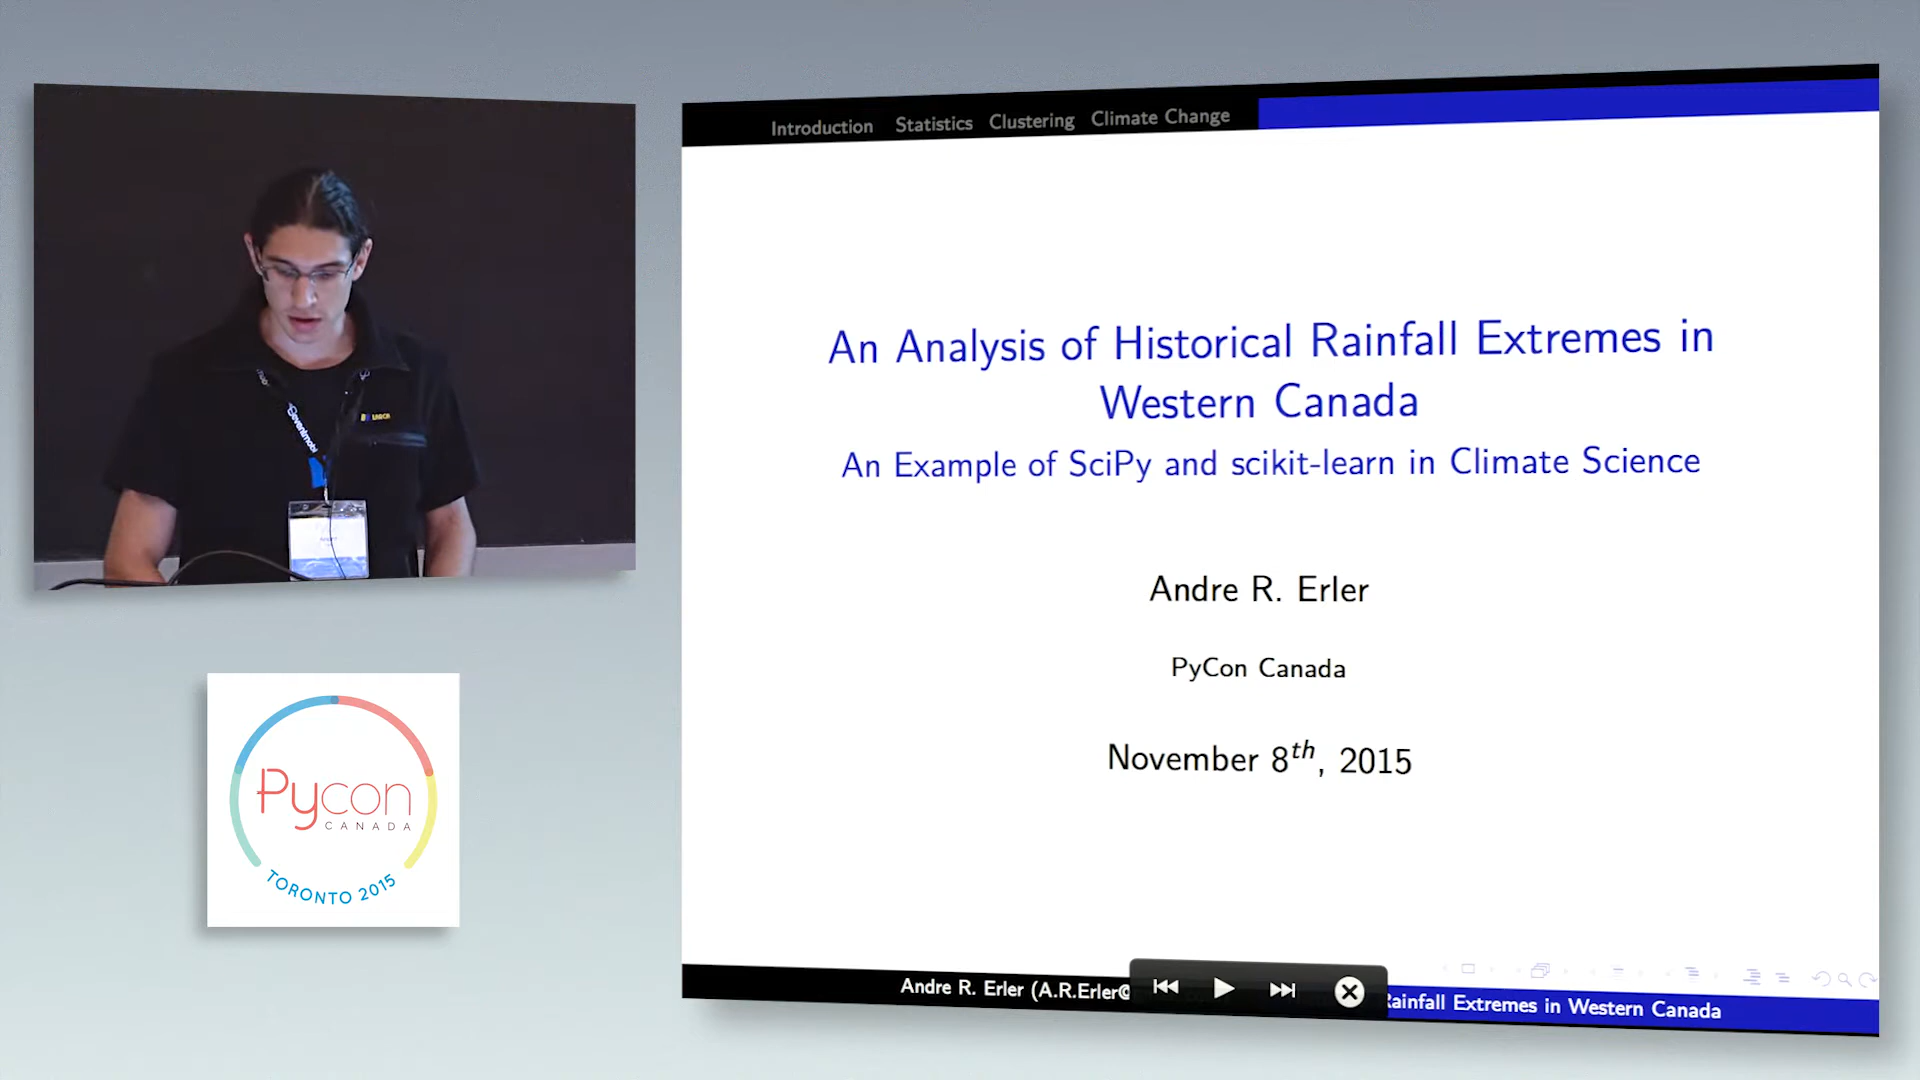 Introduction Statistics Clustering Climate Change
An Analysis of Historical Rainfall Extremes in
Western Canada
An Example of SciPy and scikit-learn in Climate Science
Andre R. Erler
PyCon Canada
November 8th, 2015
Andre R. Erler (A.R.Erler©
Rainfall Extremes in Western Canada
eventmobi
Pycon
CANADA
TORONTO 2015